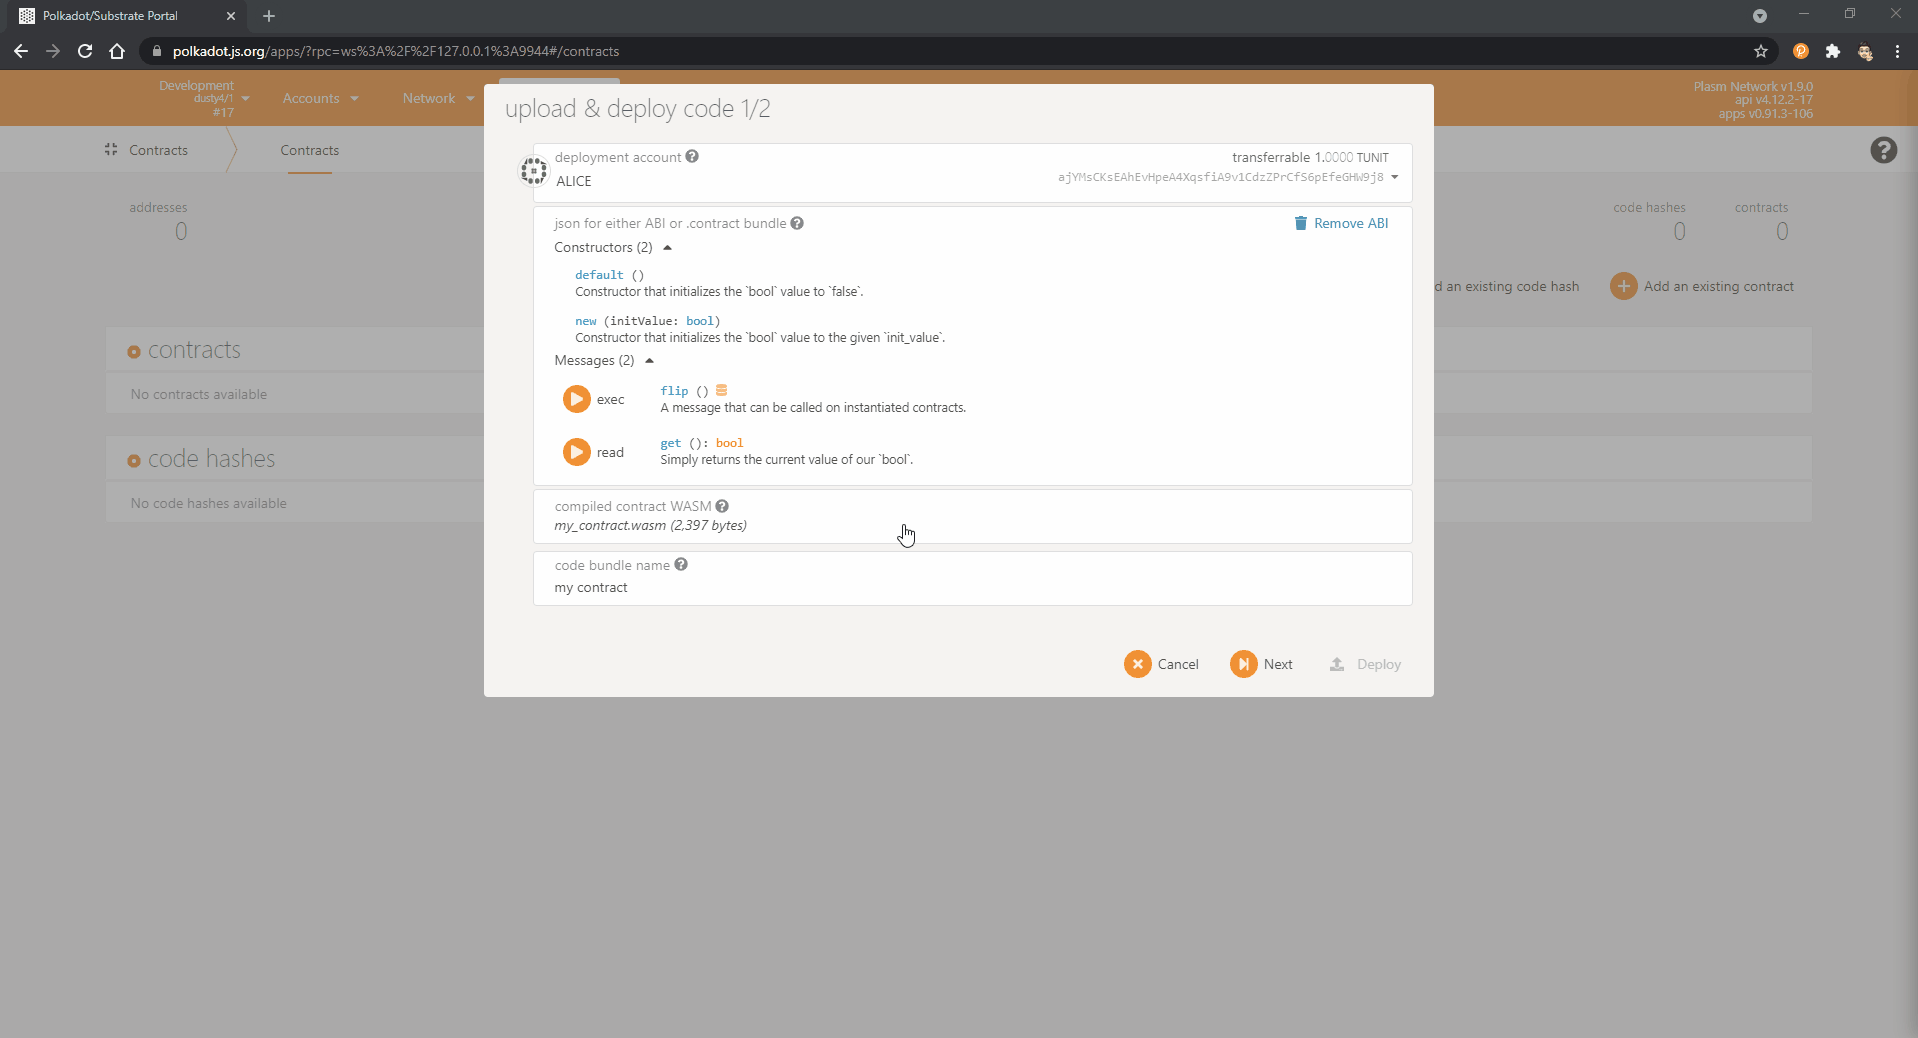 Polkadot/Substrate Portal
polkadot.js.org/apps/?rpc=ws%3A%2F%2F127.0.0.1%3A9944#/contracts
Development
dusty4/1
#17
Accounts
Network
Plasm Network v1.9.0
api v4.12.2-17
apps v0.91.3-106
Contracts
Contracts
addresses
0
code hashes
0
contracts
0
d an existing code hash
Add an existing contract
contracts
No contracts available
code hashes
No code hashes available
upload & deploy code 1/2
deployment account
ALICE
transferrable 1.0000 TUNIT
ajYMsCKsEAhEvHpeA4XqsfiA9v1CdzZPrCfS6pEfeGHW9j8
json for either ABI or .contract bundle
Remove ABI
Constructors (2)
default ()
Constructor that initializes the `bool` value to `false`.
new (initValue: bool)
Constructor that initializes the `bool` value to the given `init_value`.
Messages (2)
exec
flip ()
A message that can be called on instantiated contracts.
read
get (): bool
Simply returns the current value of our `bool`.
compiled contract WASM
my_contract.wasm (2,397 bytes)
code bundle name
my contract
Cancel
Next
Deploy